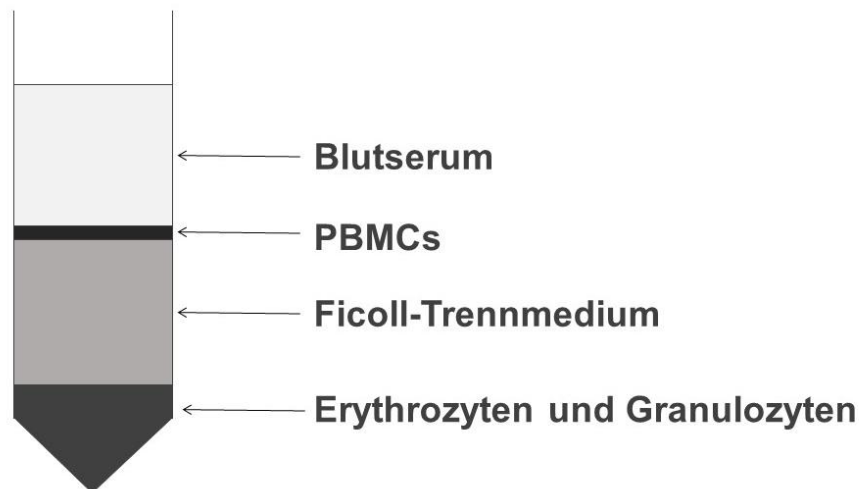 Blutserum
PBMCs
Ficoll-Trennmedium
Erythrozyten und Granulozyten